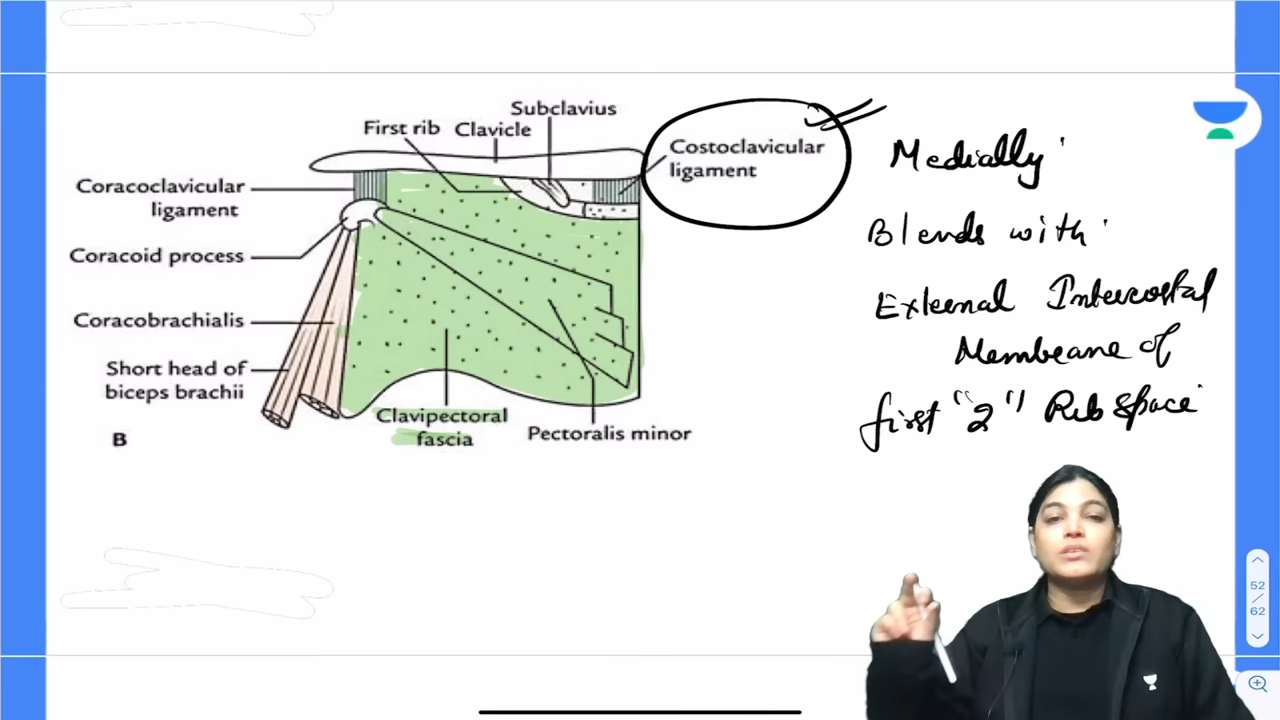 Subclavius
First rib
Clavicle
Costoclavicular
ligament
Coracoclavicular
ligament
Coracoid process
Coracobrachialis
Short head of
biceps brachii
Clavipectoral
fascia
Pectoralis minor
B
Medially
Blends with
External Intercostal
Membrane of
first "2" Rib space
52
/
62